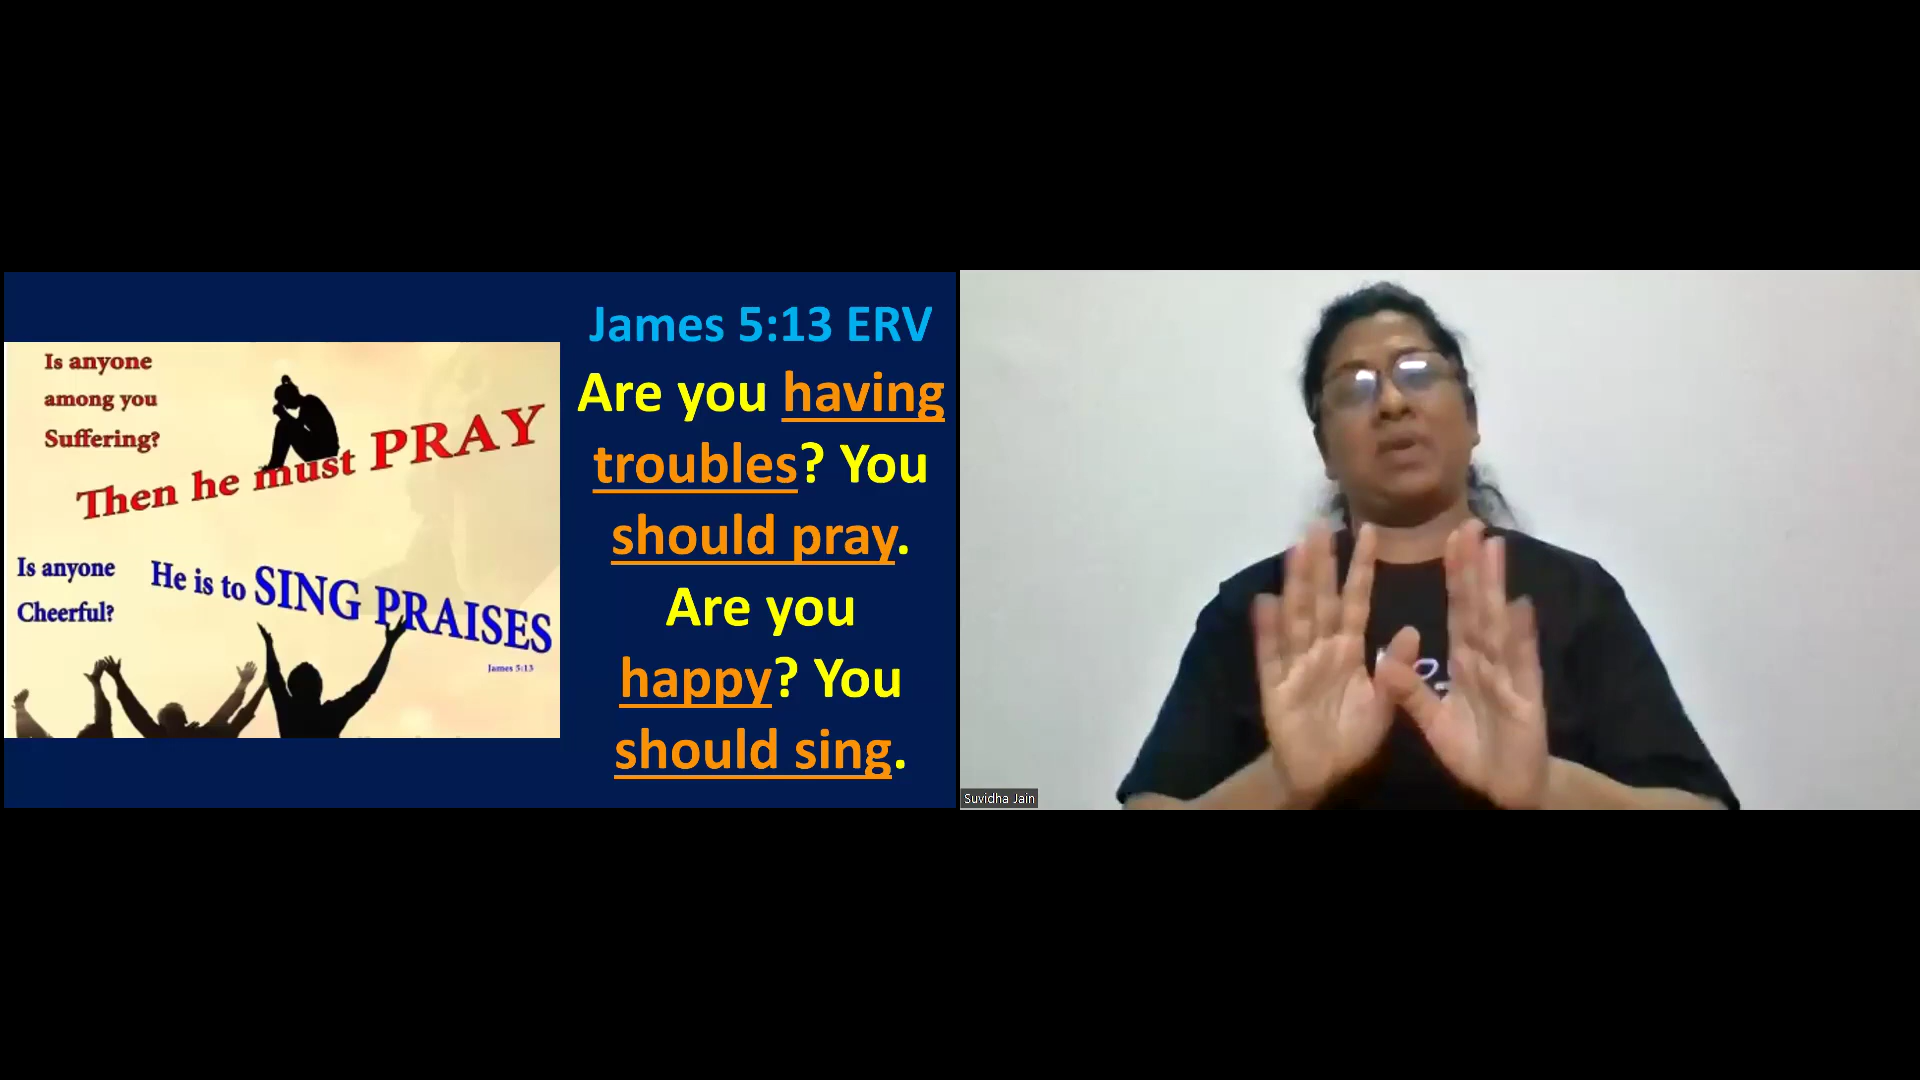 Is anyone
among you
Suffering?
Then he must PRAY
Is anyone
Cheerful?
He is to SING PRAISES
James 5:13
James 5:13 ERV
Are you having
troubles? You
should pray.
Are you
happy? You
should sing.
Suvidha Jain